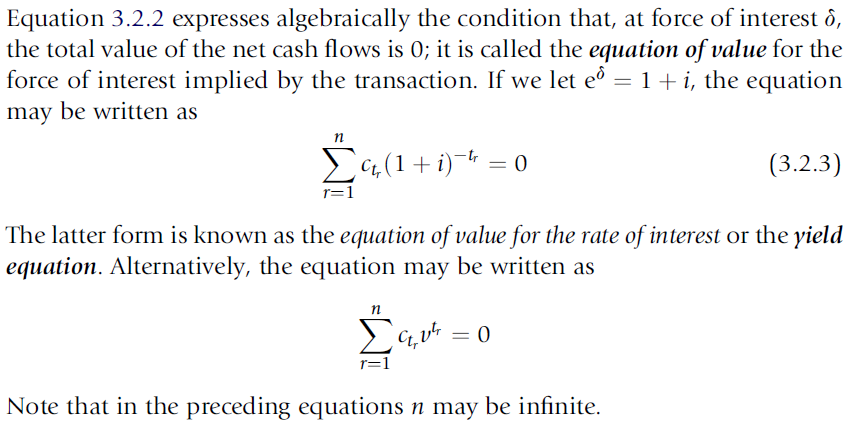 Equation 3.2.2 expresses algebraically the condition that, at force of interest δ,
the total value of the net cash flows is 0; it is called the equation of value for the
force of interest implied by the transaction. If we let e^δ = 1 + i, the equation
may be written as
∑_{r=1}^{n} c_{t_r}(1 + i)^{−t_r} = 0 (3.2.3)
The latter form is known as the equation of value for the rate of interest or the yield
equation. Alternatively, the equation may be written as
∑_{r=1}^{n} c_{t_r} v^{t_r} = 0
Note that in the preceding equations n may be infinite.